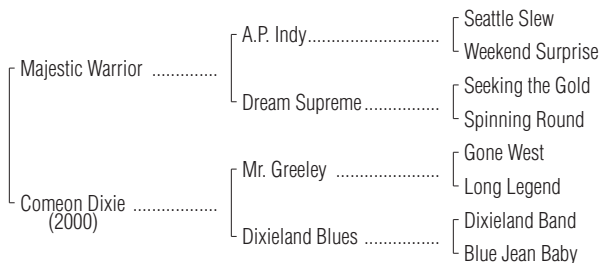 Seattle Slew
A.P. Indy..............................
Weekend Surprise
Majestic Warrior ...............
Seeking the Gold
Dream Supreme.................
Spinning Round
Gone West
Mr. Greeley .......................
Long Legend
Comeon Dixie ...................
(2000)
Dixieland Band
Dixieland Blues .................
Blue Jean Baby